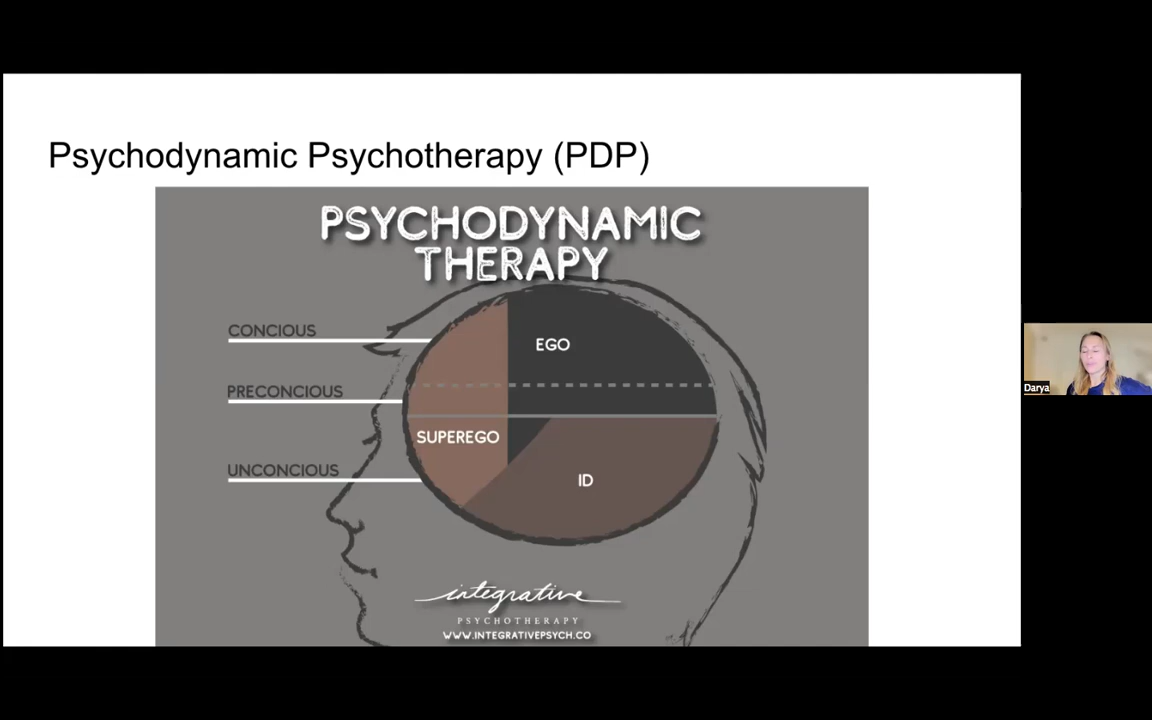 Psychodynamic Psychotherapy (PDP)
PSYCHODYNAMIC
THERAPY
CONCIOUS
EGO
PRECONCIOUS
SUPEREGO
UNCONCIOUS
ID
integrative
PSYCHOTHERAPY
WWW.INTEGRATIVEPSYCH.CO
Darya